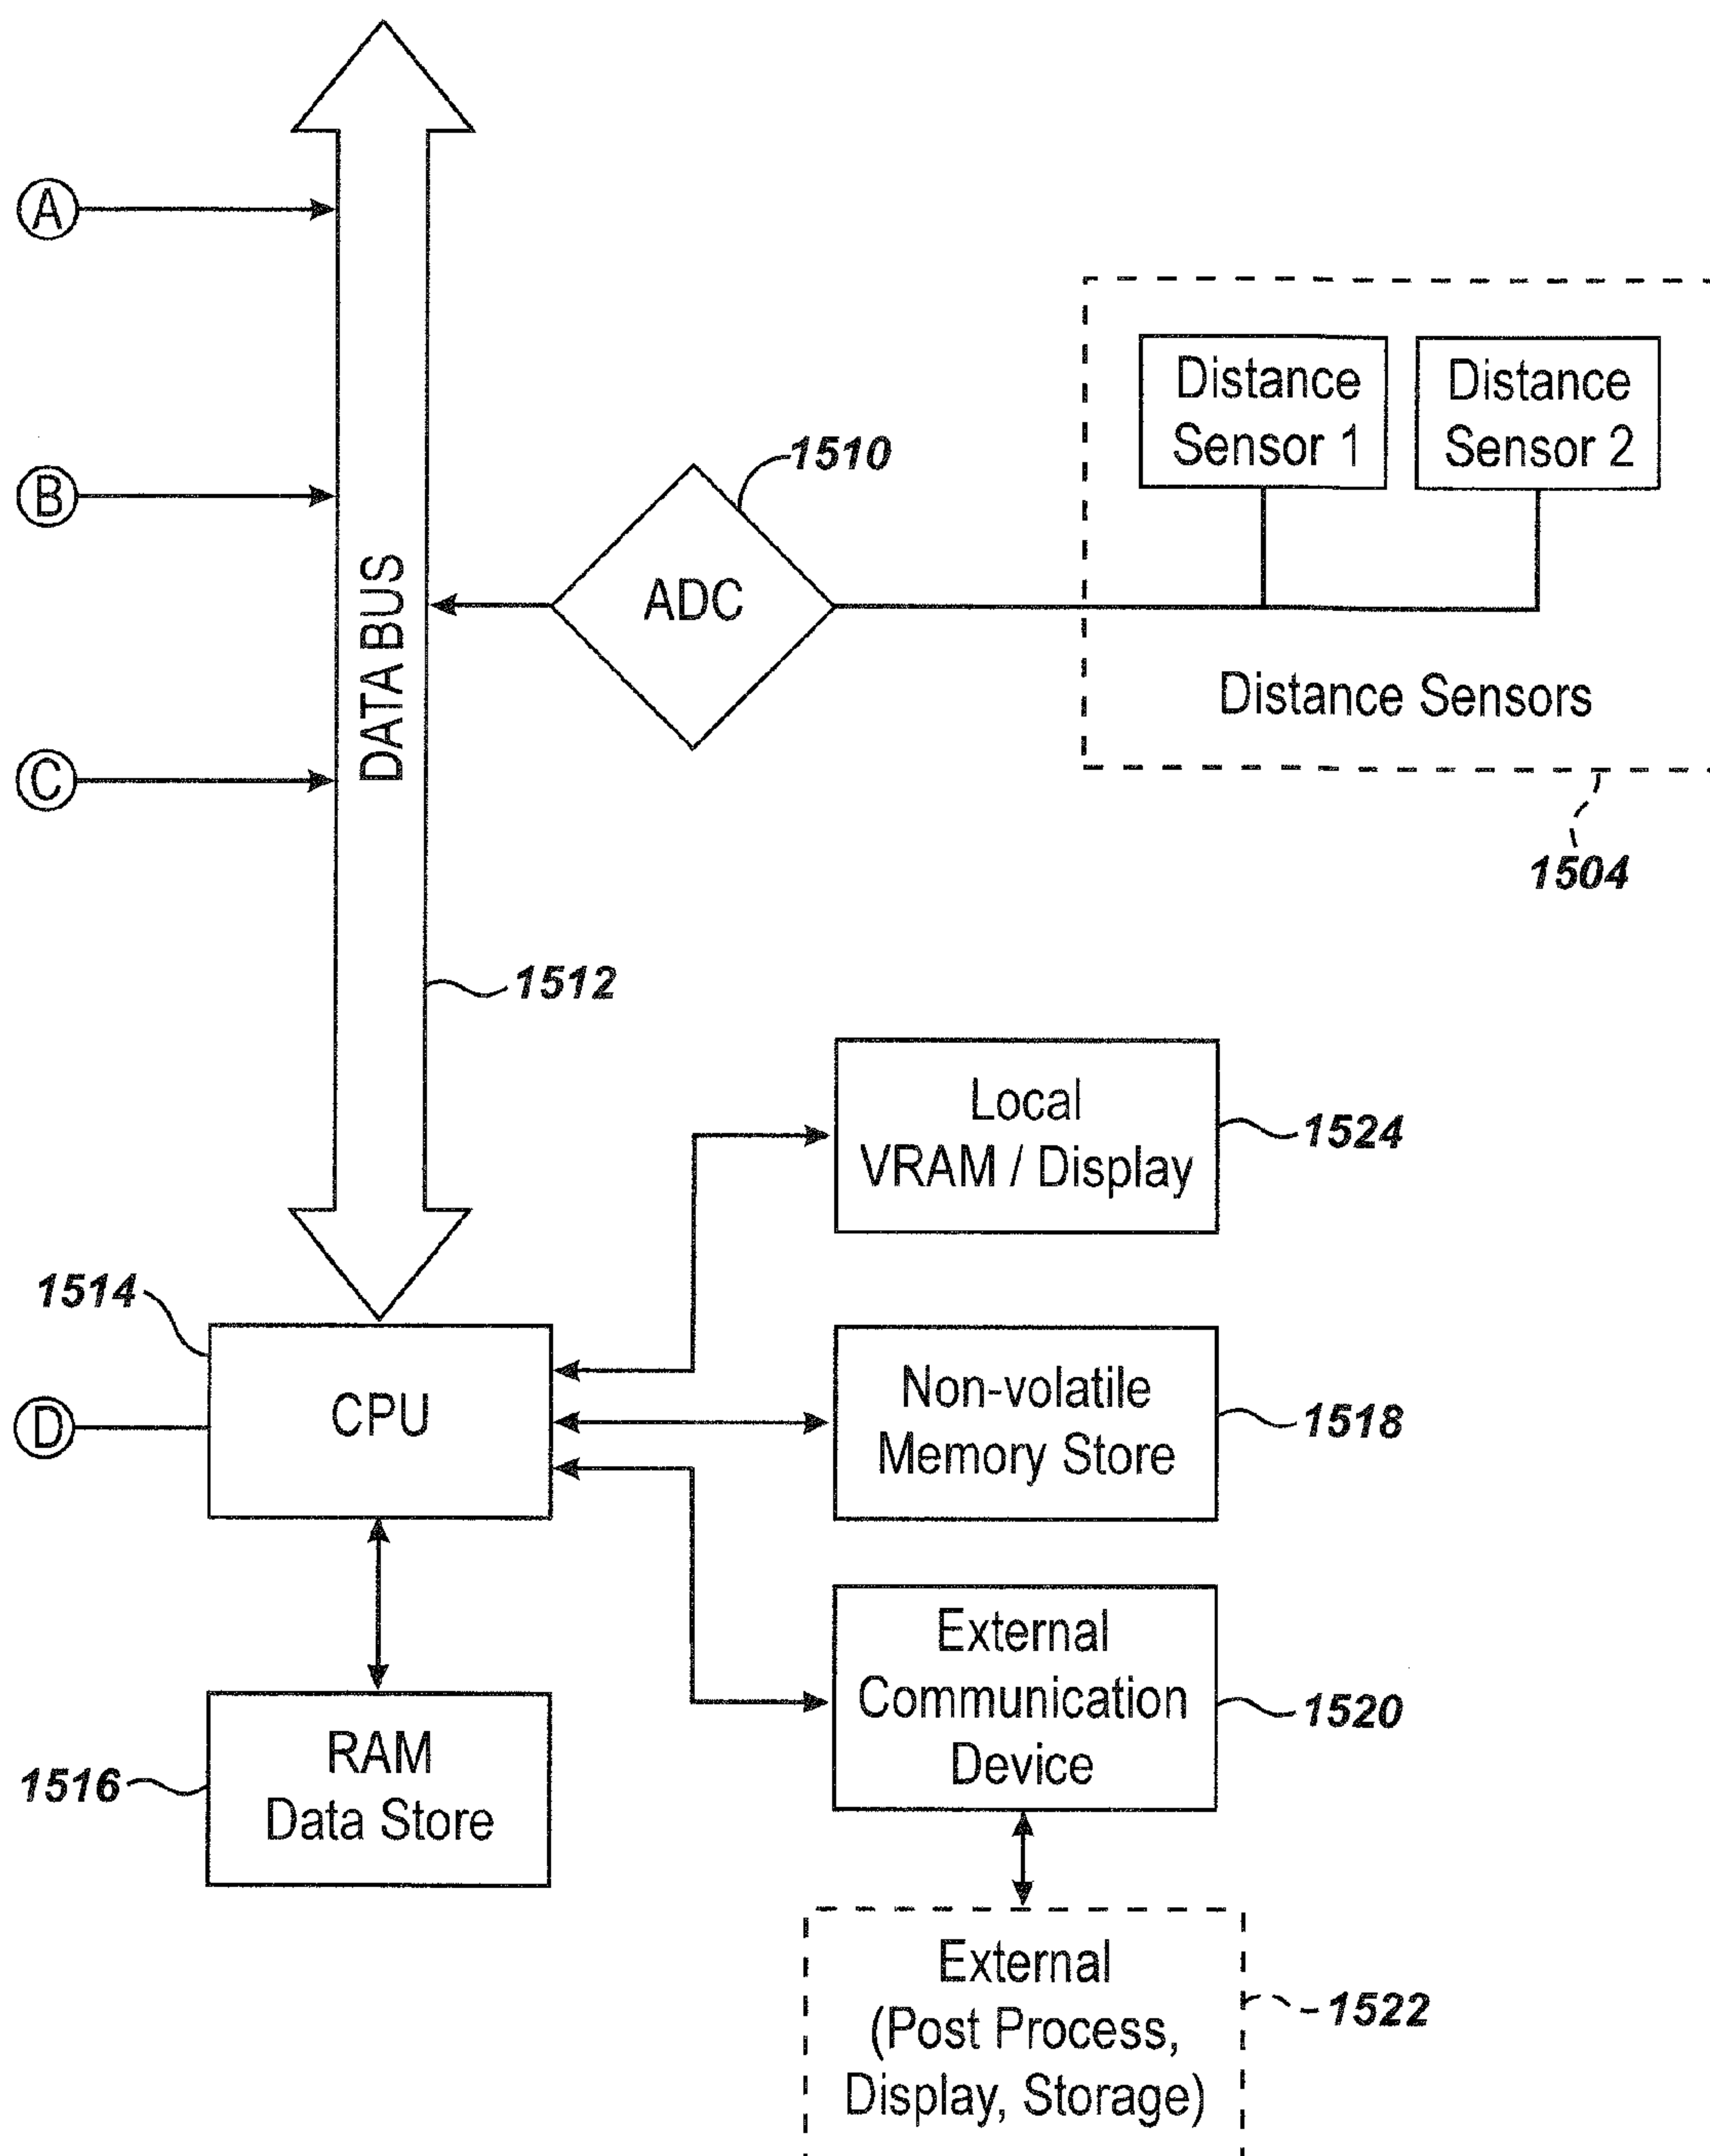 A
B
C
DATA BUS
1510
ADC
Distance
Sensor 1
Distance
Sensor 2
Distance Sensors
1504
1512
Local
VRAM / Display
1524
1514
CPU
D
Non-volatile
Memory Store
1518
External
Communication
Device
1520
RAM
Data Store
1516
External
(Post Process,
Display, Storage)
1522